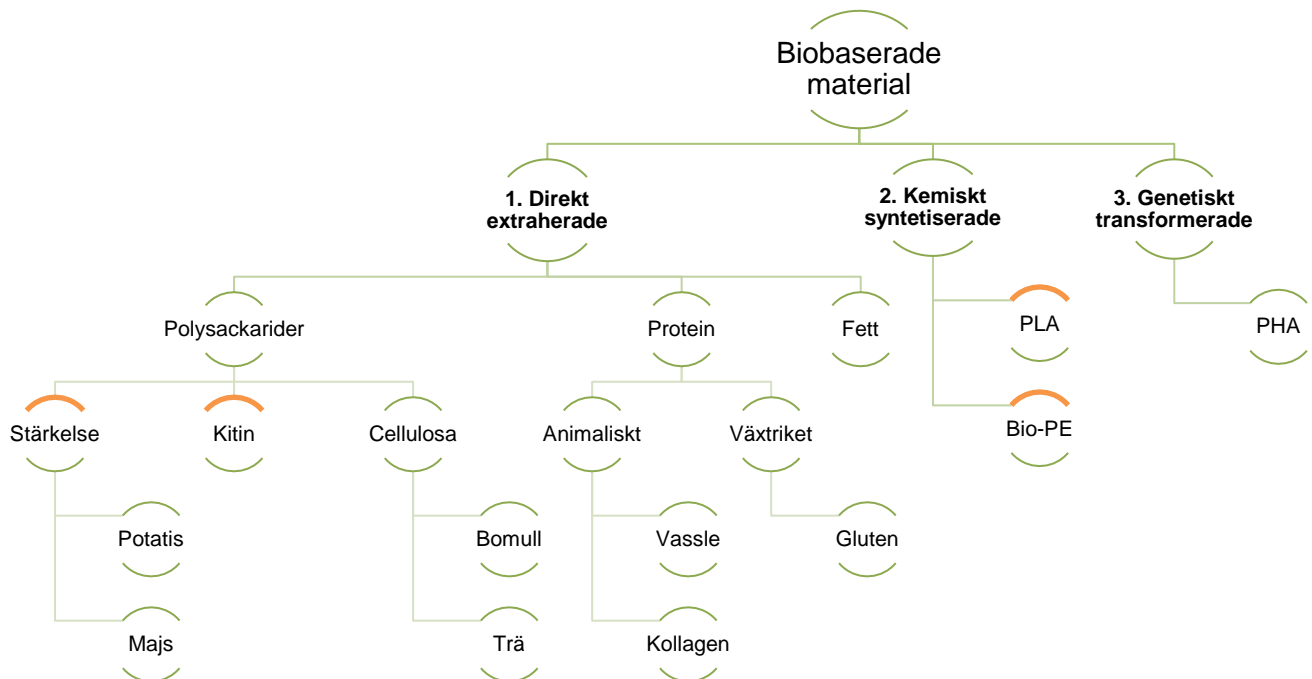 Biobaserade
material
1. Direkt
extraherade
2. Kemiskt
syntetiserade
3. Genetiskt
transformerade
Polysackarider
Protein
Fett
PLA
PHA
Stärkelse
Kitin
Cellulosa
Animaliskt
Växtriket
Bio-PE
Potatis
Bomull
Vassle
Gluten
Majs
Trä
Kollagen